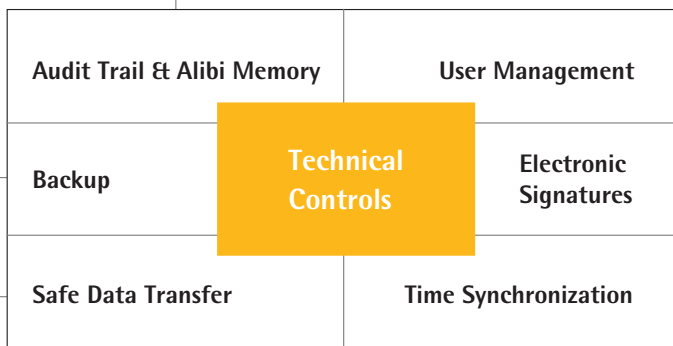 Audit Trail & Alibi Memory
User Management
Backup
Technical
Controls
Electronic
Signatures
Safe Data Transfer
Time Synchronization